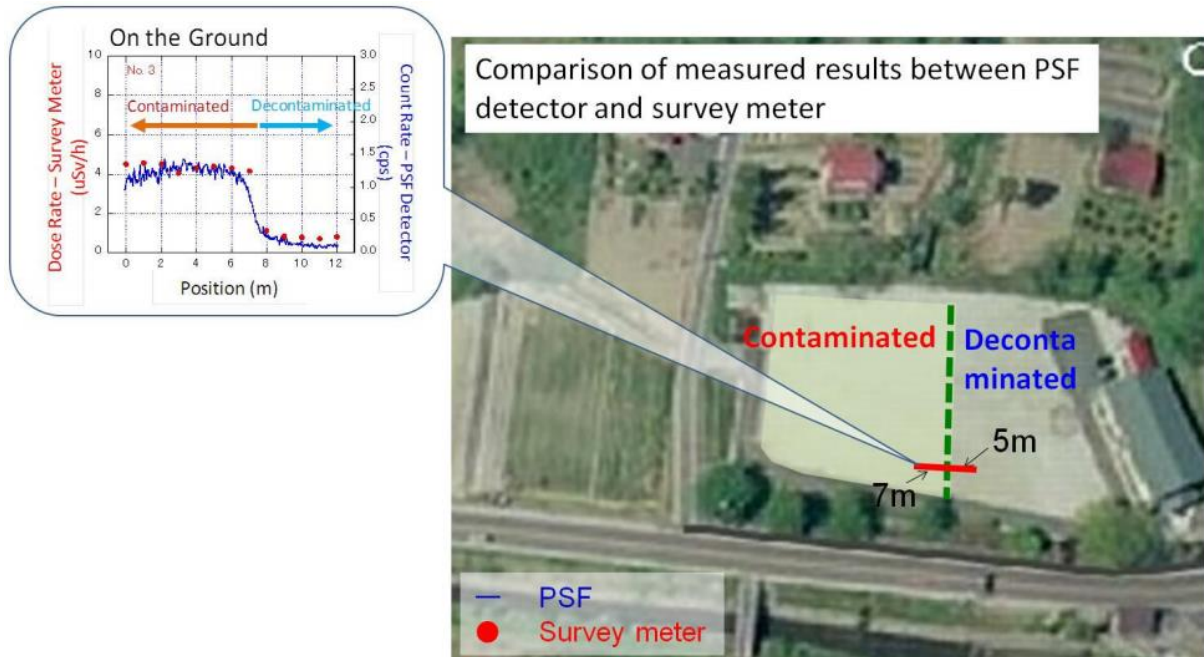 On the Ground
No. 3
Contaminated
Decontaminated
10
8
6
4
2
0
3.0
2.5
2.0
1.5
1.0
0.5
0.0
0 2 4 6 8 10 12
Position (m)
Dose Rate – Survey Meter
(uSv/h)
Count Rate – PSF Detector
(cps)
Comparison of measured results between PSF
detector and survey meter
Contaminated
Deconta
minated
5m
7m
PSF
Survey meter